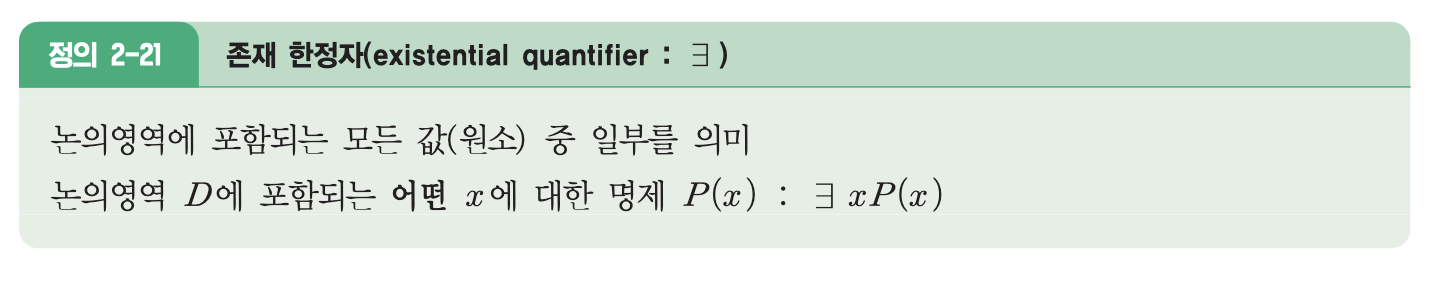 정의 2-21 존재 한정자(existential quantifier : ∃)
논의영역에 포함되는 모든 값(원소) 중 일부를 의미
논의영역 D에 포함되는 어떤 x에 대한 명제 P(x) : ∃ xP(x)